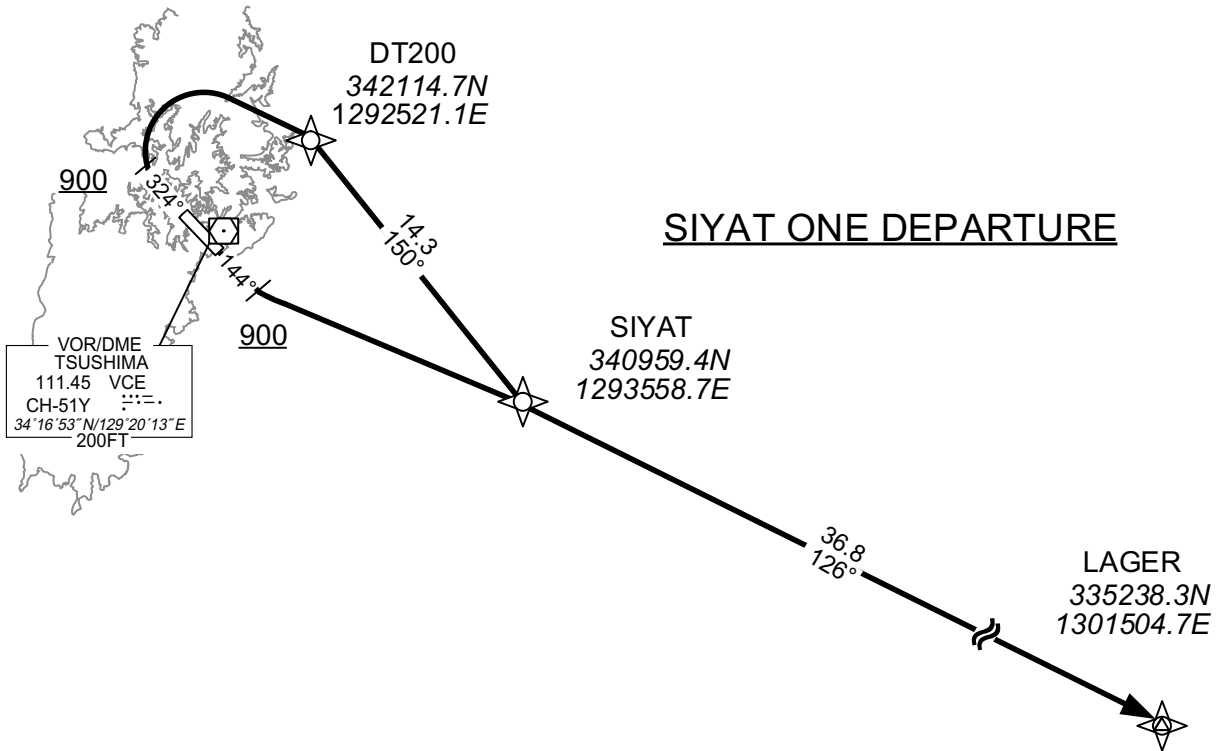 DT200
342114.7N
1292521.1E
900
324°
14.3
150°
SIYAT ONE DEPARTURE
144°
900
SIYAT
340959.4N
1293558.7E
VOR/DME
TSUSHIMA
111.45 VCE
CH-51Y
34°16′53″N/129°20′13″E
200FT
36.8
126°
LAGER
335238.3N
1301504.7E